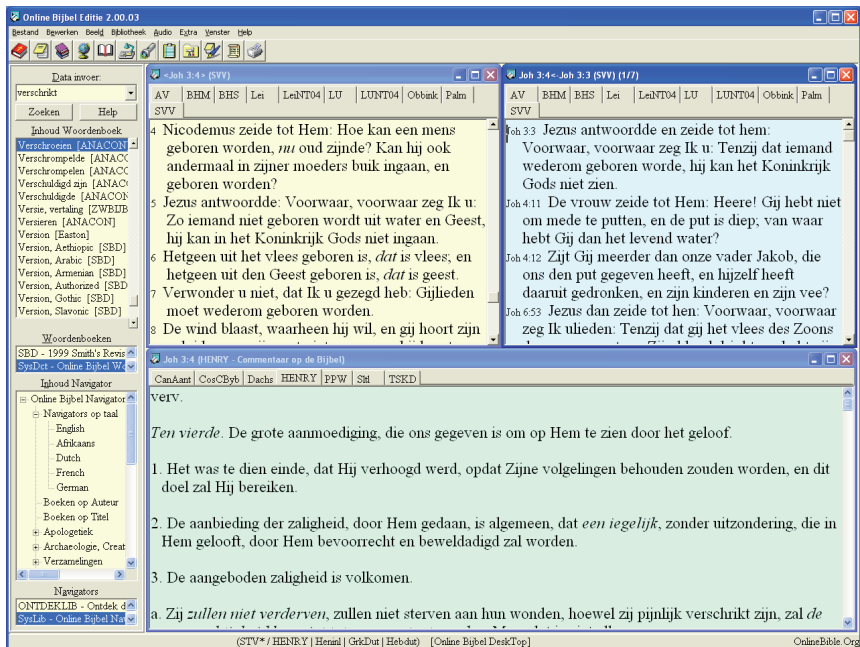 Online Bijbel Editie 2.00.03
Bestand Bewerken Beeld Bibliotheek Audio Extra Venster Help
Data invoer:
verschrikt
Zoeken Help
Inhoud Woordenboek
Verschroeien [ANACON]
Verschrompelde [ANACO
Verschrompelen [ANACO
Verschuldigd zijn [ANAC
Verschuldigde [ANACON
Versie, vertaling [ZWBIJB
Versieren [ANACON]
Version [Easton]
Version, Aethiopic [SBD]
Version, Arabic [SBD]
Version, Armenian [SBD]
Version, Authorized [SBD]
Version, Gothic [SBD]
Version, Slavonic [SBD]
Woordenboeken
SBD - 1999 Smith's Revis
SysDct - Online Bijbel Wo
Inhoud Navigator
Online Bijbel Navigator
Navigators op taal
English
Afrikaans
Dutch
French
German
Boeken op Auteur
Boeken op Titel
Apologetiek
Archaeologie, Creat
Verzamelingen
Navigators
ONTDEKLIB - Ontdek d
SysLib - Online Bijbel Nav
<Joh 3:4> (SVV)
AV BHM BHS Lei LeiNT04 LU LUNT04 Obbink Palm
SVV
4 Nicodemus zeide tot Hem: Hoe kan een mens
geboren worden, nu oud zijnde? Kan hij ook
andermaal in zijner moeders buik ingaan, en
geboren worden?
5 Jezus antwoordde: Voorwaar, voorwaar zeg Ik u:
Zo iemand niet geboren wordt uit water en Geest,
hij kan in het Koninkrijk Gods niet ingaan.
6 Hetgeen uit het vlees geboren is, dat is vlees; en
hetgeen uit den Geest geboren is, dat is geest.
7 Verwonder u niet, dat Ik u gezegd heb: Gijlieden
moet wederom geboren worden.
8 De wind blaast, waarheen hij wil, en gij hoort zijn
Joh 3:4<-Joh 3:3 (SVV) (1/7)
AV BHM BHS Lei LeiNT04 LU LUNT04 Obbink Palm
SVV
Joh 3:3 Jezus antwoordde en zeide tot hem:
Voorwaar, voorwaar zeg Ik u: Tenzij dat iemand
wederom geboren worde, hij kan het Koninkrijk
Gods niet zien.
Joh 4:11 De vrouw zeide tot Hem: Heere! Gij hebt niet
om mede te putten, en de put is diep; van waar
hebt Gij dan het levend water?
Joh 4:12 Zijt Gij meerder dan onze vader Jakob, die
ons den put gegeven heeft, en hijzelf heeft
daaruit gedronken, en zijn kinderen en zijn vee?
Joh 6:53 Jezus dan zeide tot hen: Voorwaar, voorwaar
zeg Ik ulieden: Tenzij dat gij het vlees des Zoons
Joh 3:4 (HENRY - Commentaar op de Bijbel)
CanAant CosCByb Dachs HENRY PPW Sltl TSKD
verv.
Ten vierde. De grote aanmoediging, die ons gegeven is om op Hem te zien door het geloof.
1. Het was te dien einde, dat Hij verhoogd werd, opdat Zijne volgelingen behouden zouden worden, en dit
doel zal Hij bereiken.
2. De aanbieding der zaligheid, door Hem gedaan, is algemeen, dat een iegelijk, zonder uitzondering, die in
Hem gelooft, door Hem bevoorrecht en beweldadigd zal worden.
3. De aangeboden zaligheid is volkomen.
a. Zij zullen niet verderven, zullen niet sterven aan hun wonden, hoewel zij pijnlijk verschrikt zijn, zal de
(STV* / HENRY | Heninl | GrkDut | Hebdut) [Online Bijbel DeskTop]
OnlineBible.Org